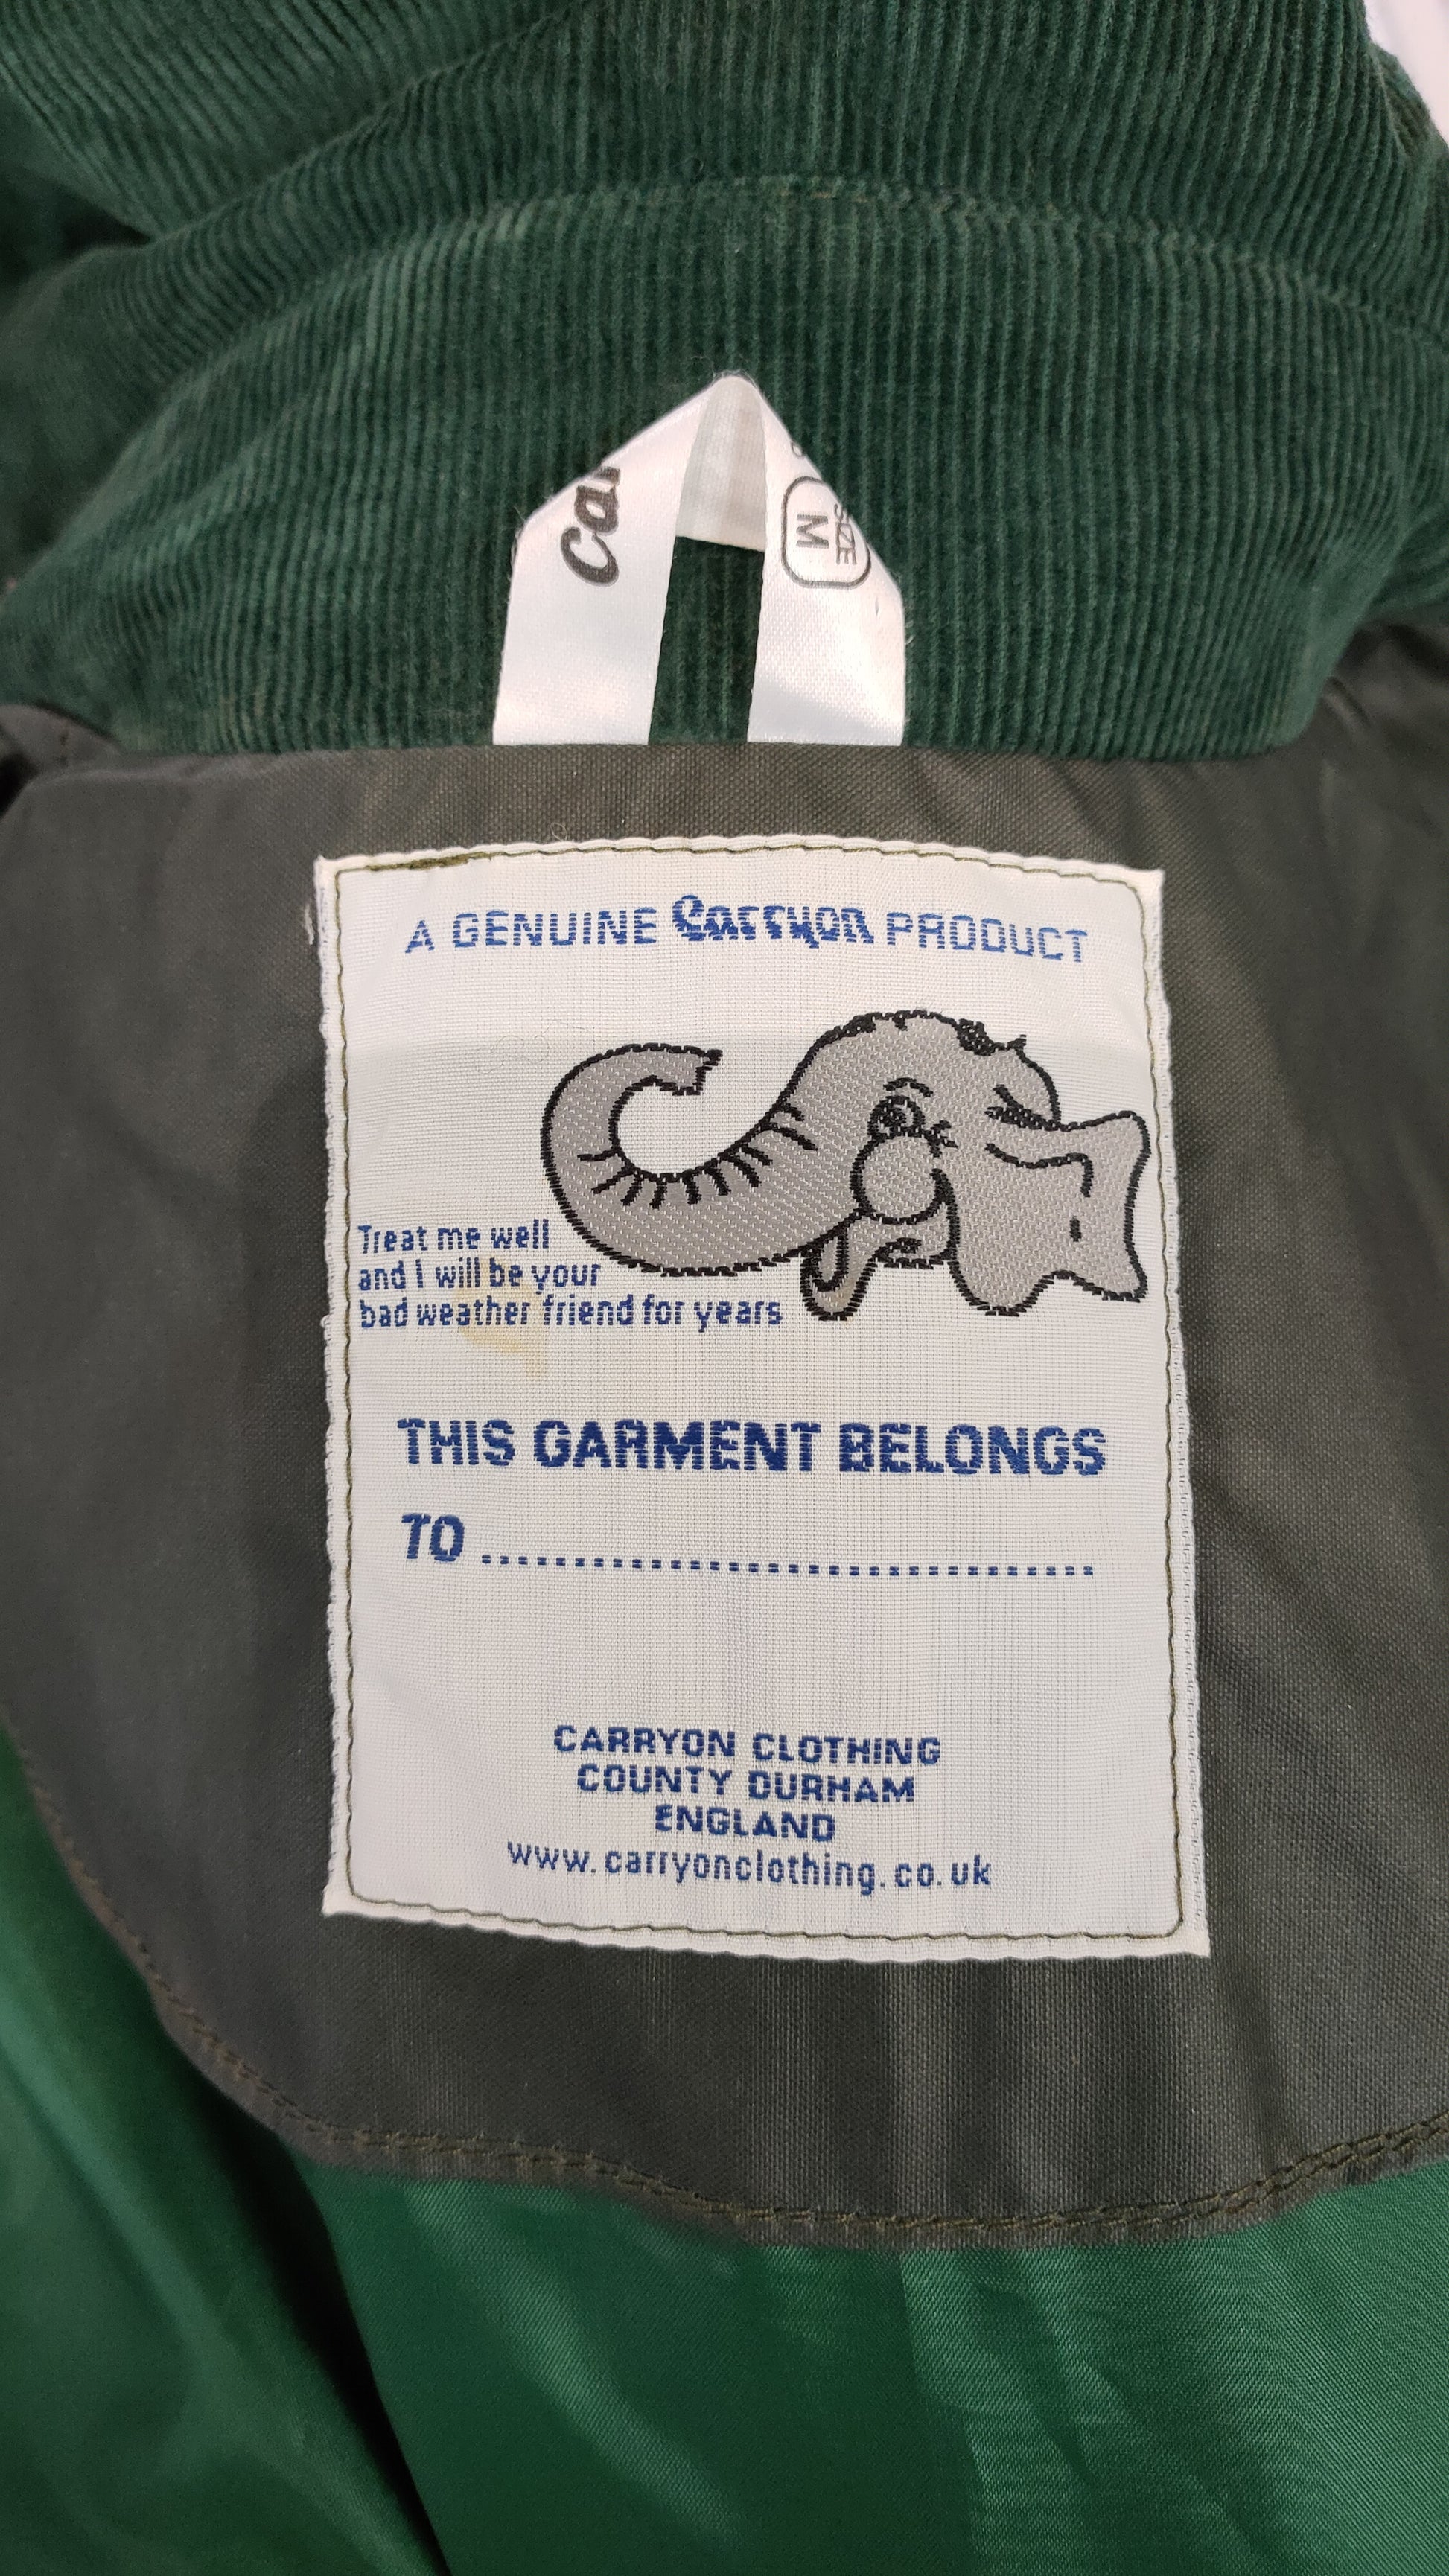 Ca
SIZE
M
A GENUINE Carryon PRODUCT
Treat me well
and I will be your
bad weather friend for years
THIS GARMENT BELONGS
TO ..................................
CARRYON CLOTHING
COUNTY DURHAM
ENGLAND
www.carryonclothing.co.uk